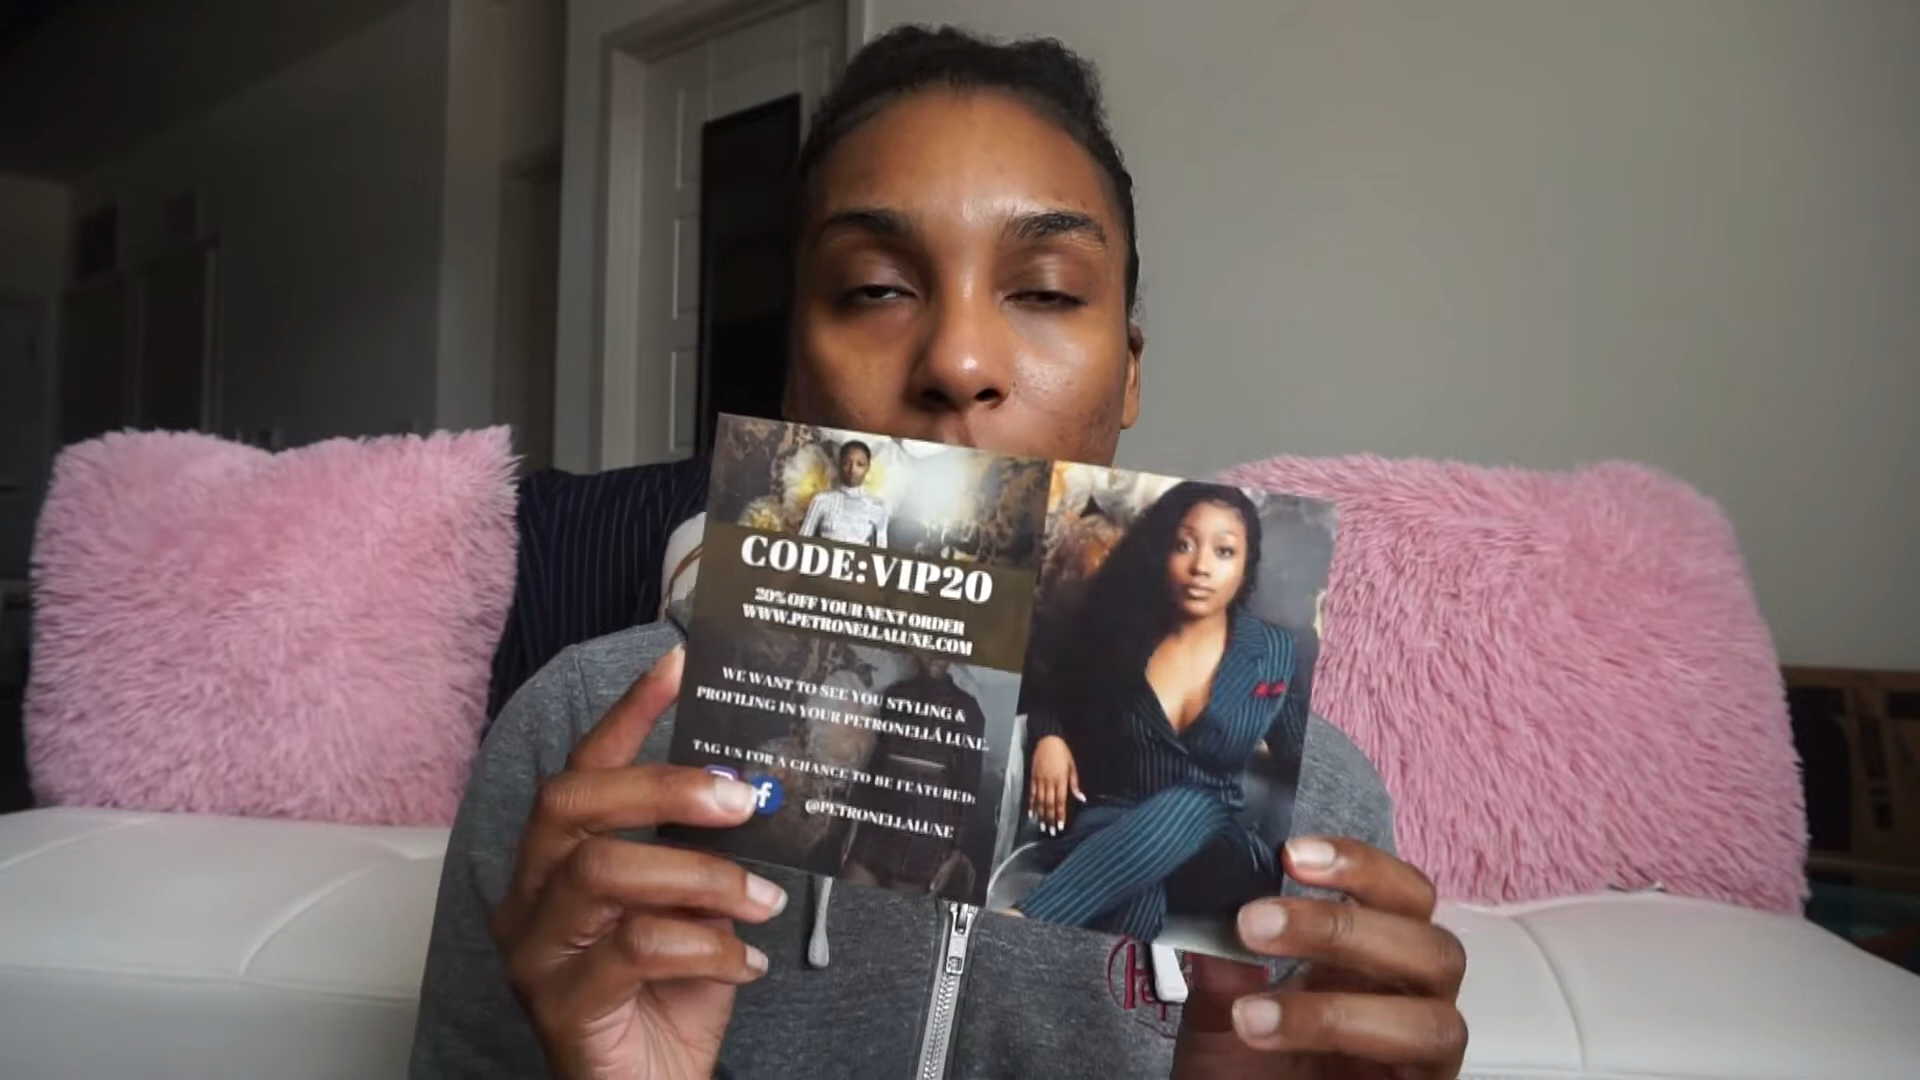 CODE:VIP20
20% OFF YOUR NEXT ORDER
WWW.PETRONELLALUXE.COM
WE WANT TO SEE YOU STYLING &
PROFILING IN YOUR PETRONELLÁ LUXE.
TAG US FOR A CHANCE TO BE FEATURED:
f
@PETRONELLALUXE